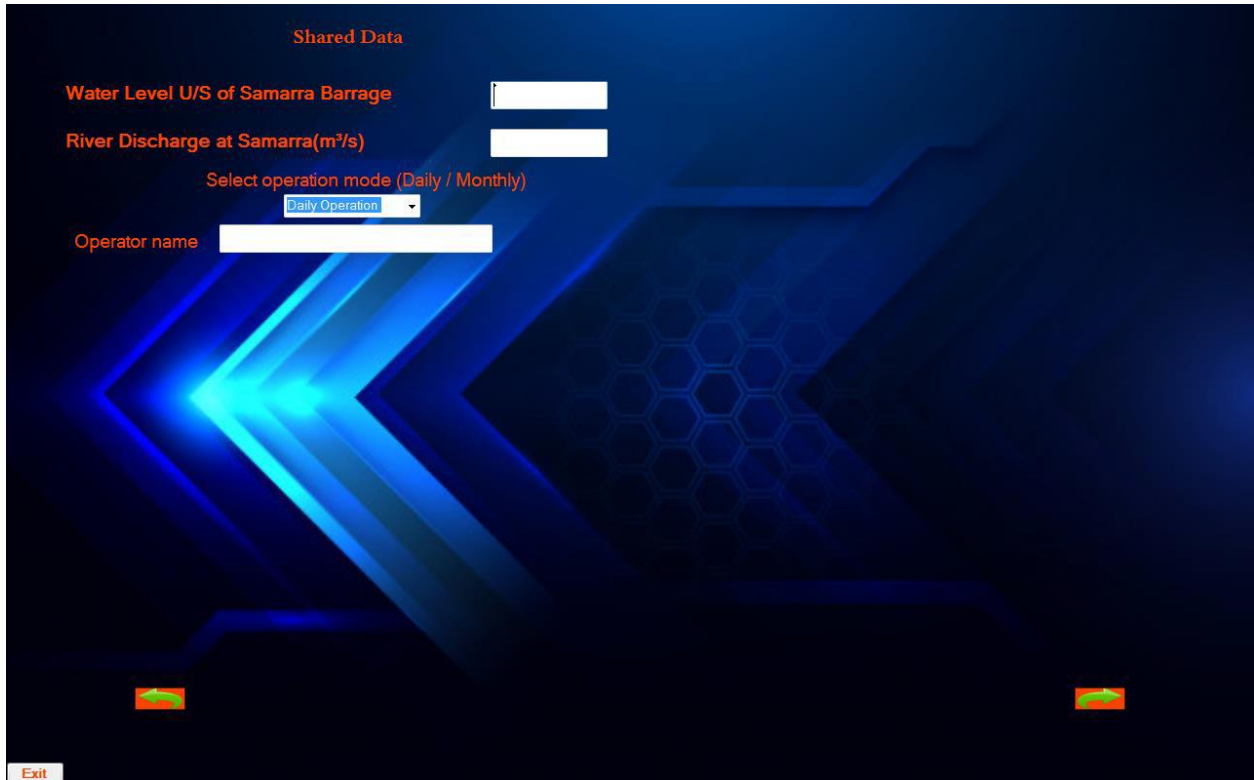 Shared Data
Water Level U/S of Samarra Barrage
River Discharge at Samarra(m³/s)
Select operation mode (Daily / Monthly)
Daily Operation
Operator name
Exit